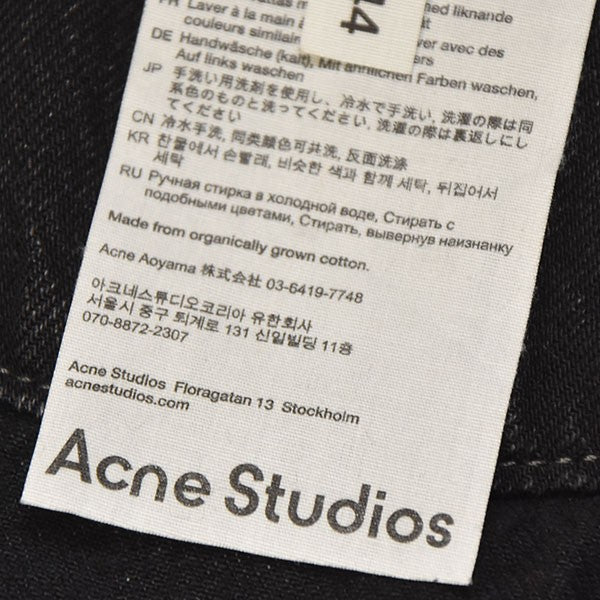 FR Laver à la main à
couleurs similair
ver avec des
DE Handwäsche (kalt), Mit ähnlichen Farben waschen,
Auf links waschen
JP 手洗い用洗剤を使用し、冷水で手洗い, 洗濯の際は同
系色のものと洗ってください, 洗濯の際は裏返しにし
てください
CN 冷水手洗, 同类颜色可共洗, 反面洗涤
KR 찬물에서 손빨래, 비슷한 색과 함께 세탁, 뒤집어서
세탁
RU Ручная стирка в холодной воде, Стирать с
подобными цветами, Стирать, вывернув наизнанку
Made from organically grown cotton.
Acne Aoyama 株式会社 03-6419-7748
아크네스튜디오코리아 유한회사
서울시 중구 퇴계로 131 신일빌딩 11층
070-8872-2307
Acne Studios Floragatan 13 Stockholm
acnestudios.com
Acne Studios